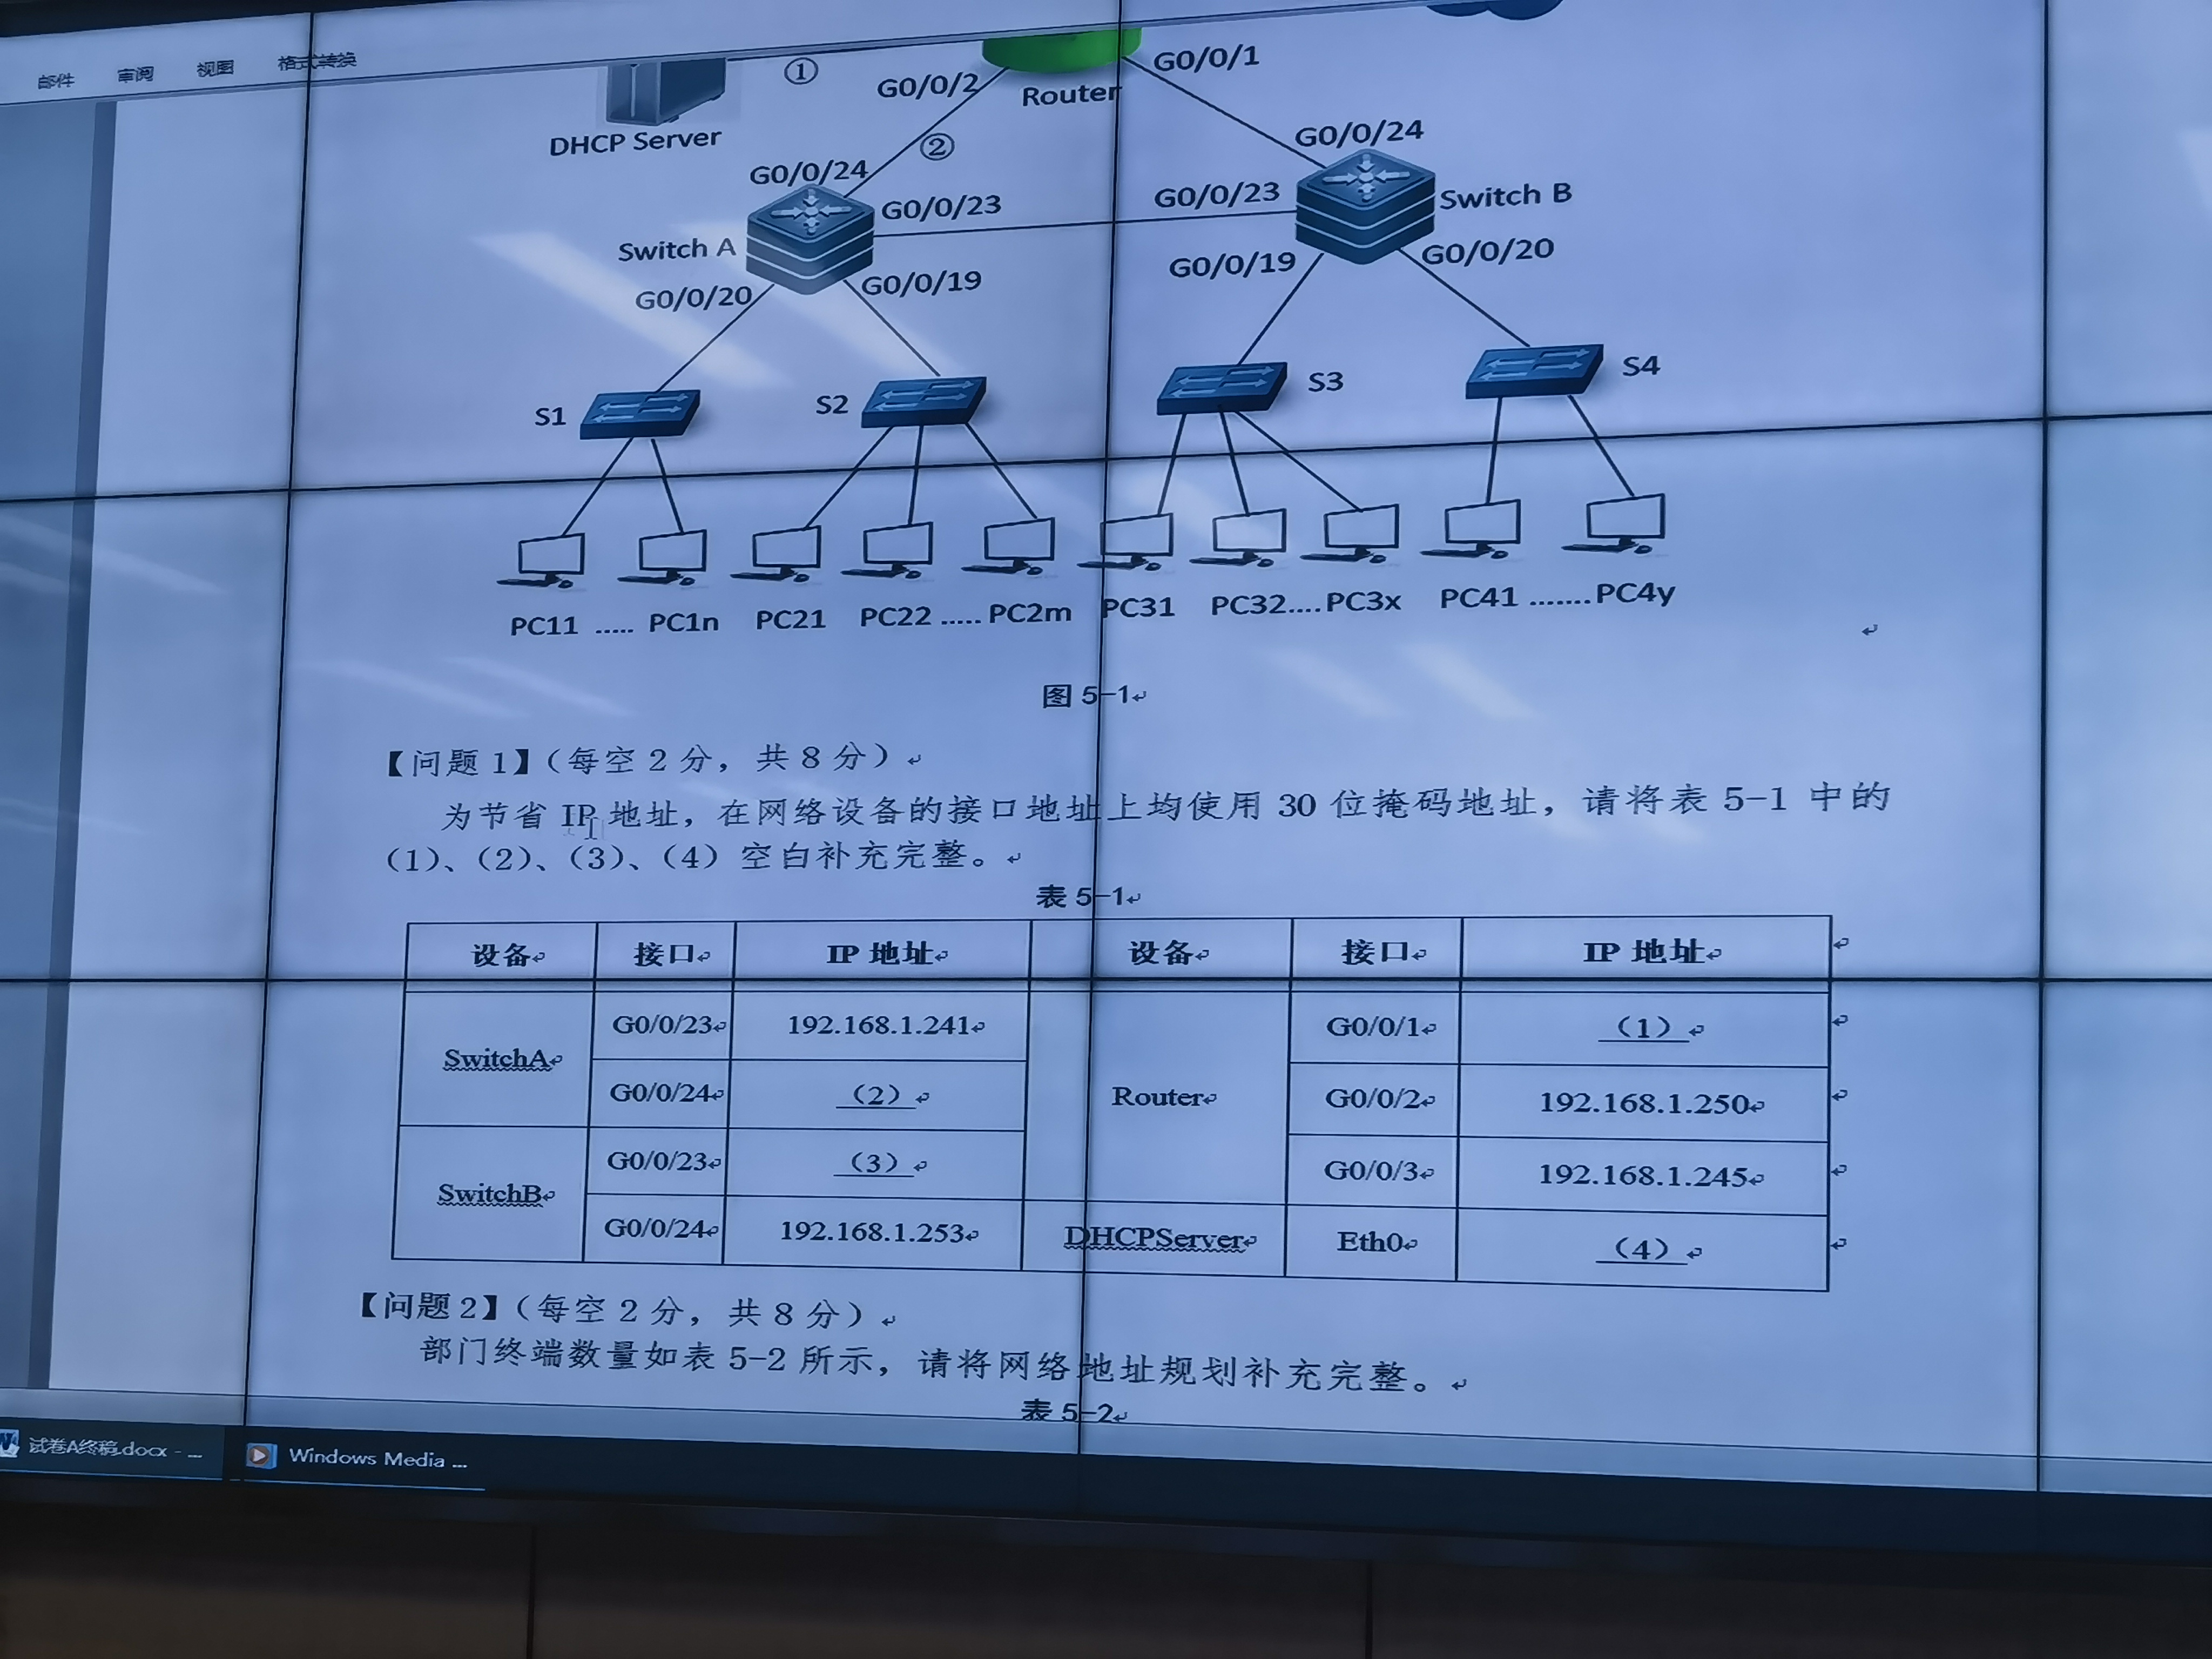 邮件 审阅 视图 格式转换
① G0/0/2 Router G0/0/1
DHCP Server
②
G0/0/24
G0/0/24
G0/0/23
G0/0/23
Switch A
Switch B
G0/0/20
G0/0/19
G0/0/19
G0/0/20
S1
S2
S3
S4
PC11 ..... PC1n PC21 PC22 ..... PC2m PC31 PC32....PC3x PC41 .......PC4y
图 5-1
【问题 1】（每空 2 分，共 8 分）
为节省 IP 地址，在网络设备的接口地址上均使用 30 位掩码地址，请将表 5-1 中的
（1）、（2）、（3）、（4）空白补充完整。
表 5-1
设备 接口 IP 地址 设备 接口 IP 地址
SwitchA G0/0/23 192.168.1.241 Router G0/0/1 （1）
G0/0/24 （2） G0/0/2 192.168.1.250
SwitchB G0/0/23 （3） G0/0/3 192.168.1.245
G0/0/24 192.168.1.253 DHCPServer Eth0 （4）
【问题 2】（每空 2 分，共 8 分）
部门终端数量如表 5-2 所示，请将网络地址规划补充完整。
表 5-2
试卷A终稿.docx - ...
Windows Media ...